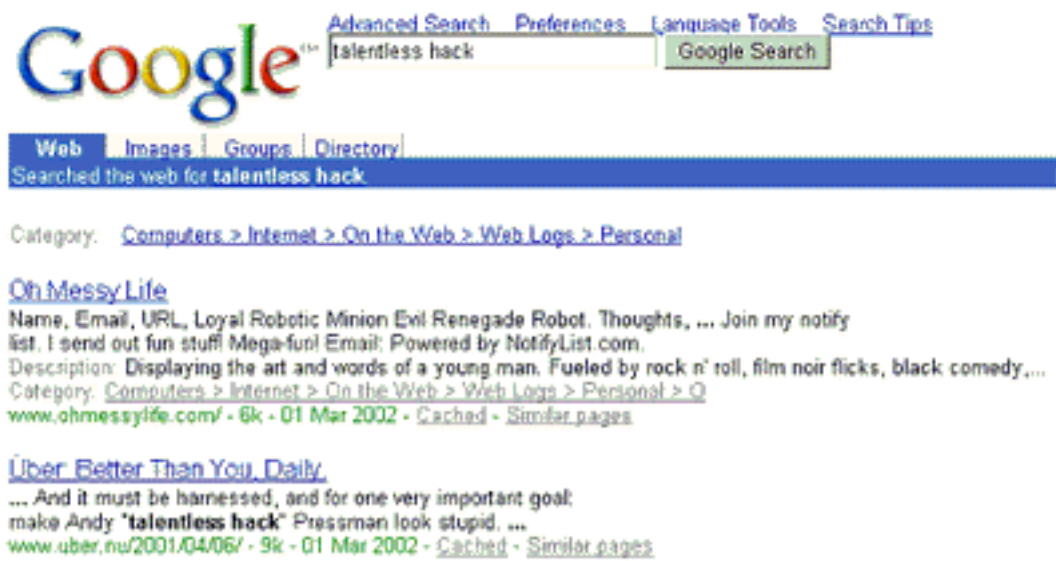 Advanced Search Preferences Language Tools Search Tips
Google™
talentless hack Google Search
Web Images Groups Directory
Searched the web for talentless hack.
Category: Computers > Internet > On the Web > Web Logs > Personal
Oh Messy Life
Name, Email, URL, Loyal Robotic Minion Evil Renegade Robot. Thoughts, ... Join my notify
list. I send out fun stuff! Mega-fun! Email: Powered by NotifyList.com.
Description: Displaying the art and words of a young man. Fueled by rock n' roll, film noir flicks, black comedy,...
Category: Computers > Internet > On the Web > Web Logs > Personal > O
www.ohmessylife.com/ - 6k - 01 Mar 2002 - Cached - Similar pages
Über: Better Than You, Daily.
... And it must be harnessed, and for one very important goal:
make Andy "talentless hack" Pressman look stupid. ...
www.uber.nu/2001/04/06/ - 9k - 01 Mar 2002 - Cached - Similar pages